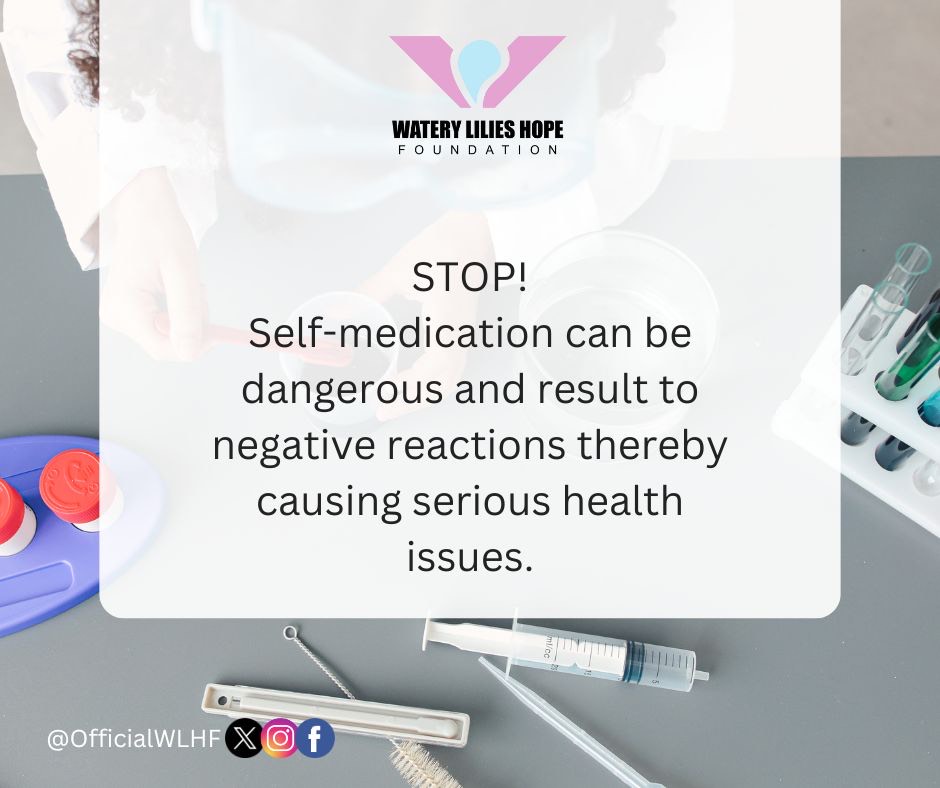 WATERY LILIES HOPE
FOUNDATION
STOP!
Self-medication can be
dangerous and result to
negative reactions thereby
causing serious health
issues.
@OfficialWLHF